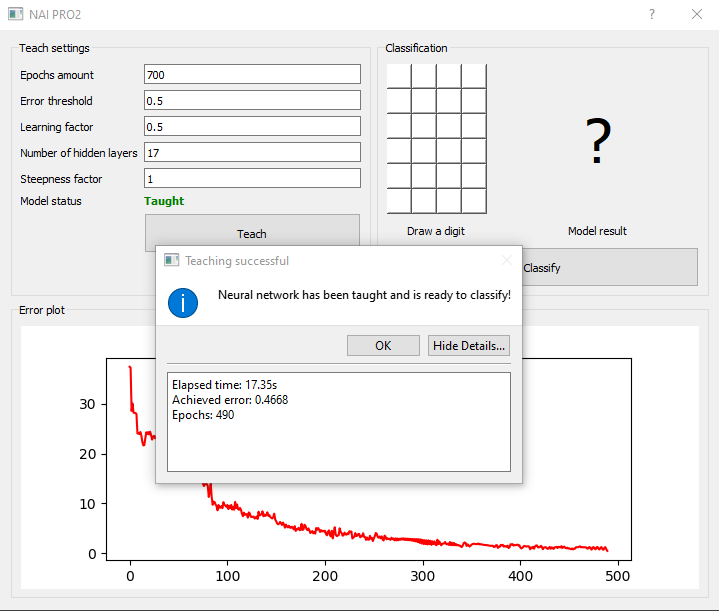 NAI PRO2
?
Teach settings
Epochs amount 700
Error threshold 0.5
Learning factor 0.5
Number of hidden layers 17
Steepness factor 1
Model status Taught
Teach
Classification
?
Draw a digit Model result
Classify
Teaching successful
Neural network has been taught and is ready to classify!
OK Hide Details...
Elapsed time: 17.35s
Achieved error: 0.4668
Epochs: 490
Error plot
30
20
10
0
0 100 200 300 400 500